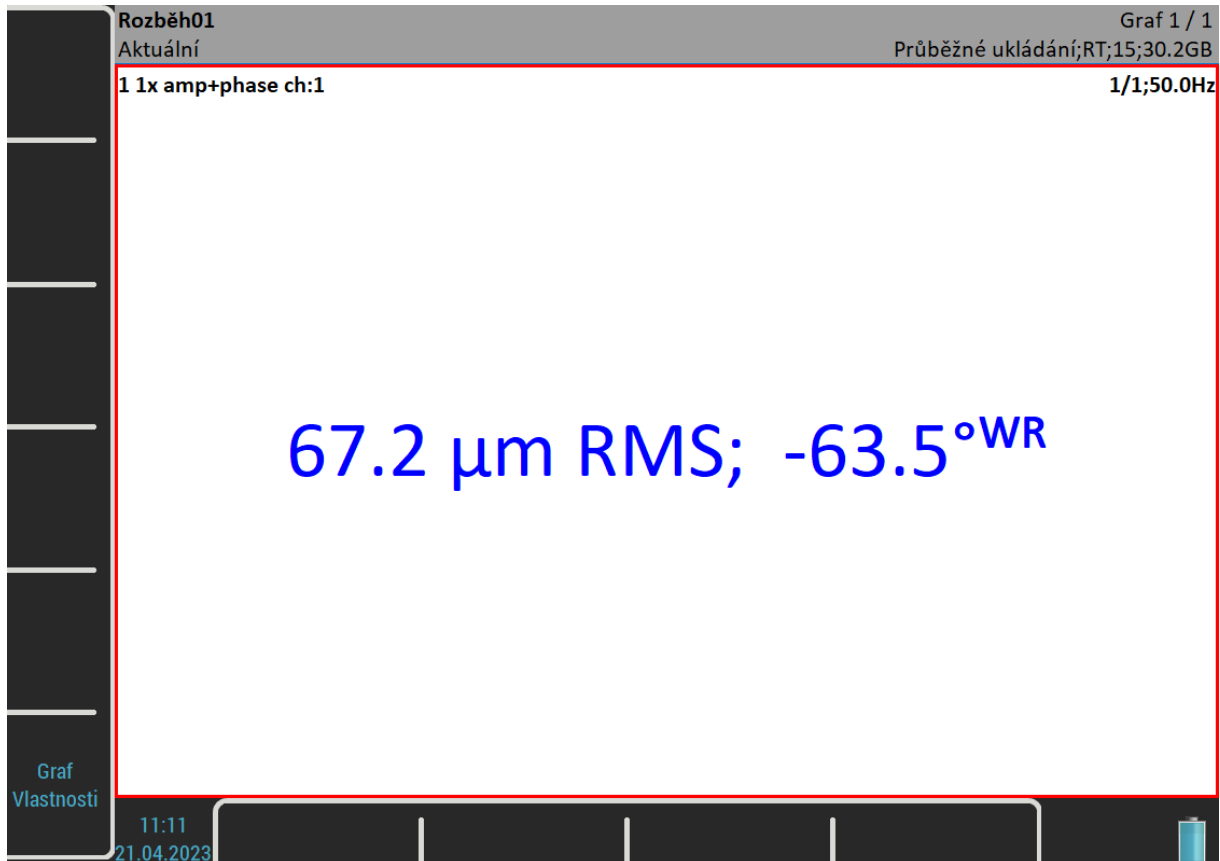 Rozběh01
Graf 1 / 1
Aktuální
Průběžné ukládání;RT;15;30.2GB
1 1x amp+phase ch:1
1/1;50.0Hz
67.2 µm RMS; -63.5°WR
Graf
Vlastnosti
11:11
21.04.2023